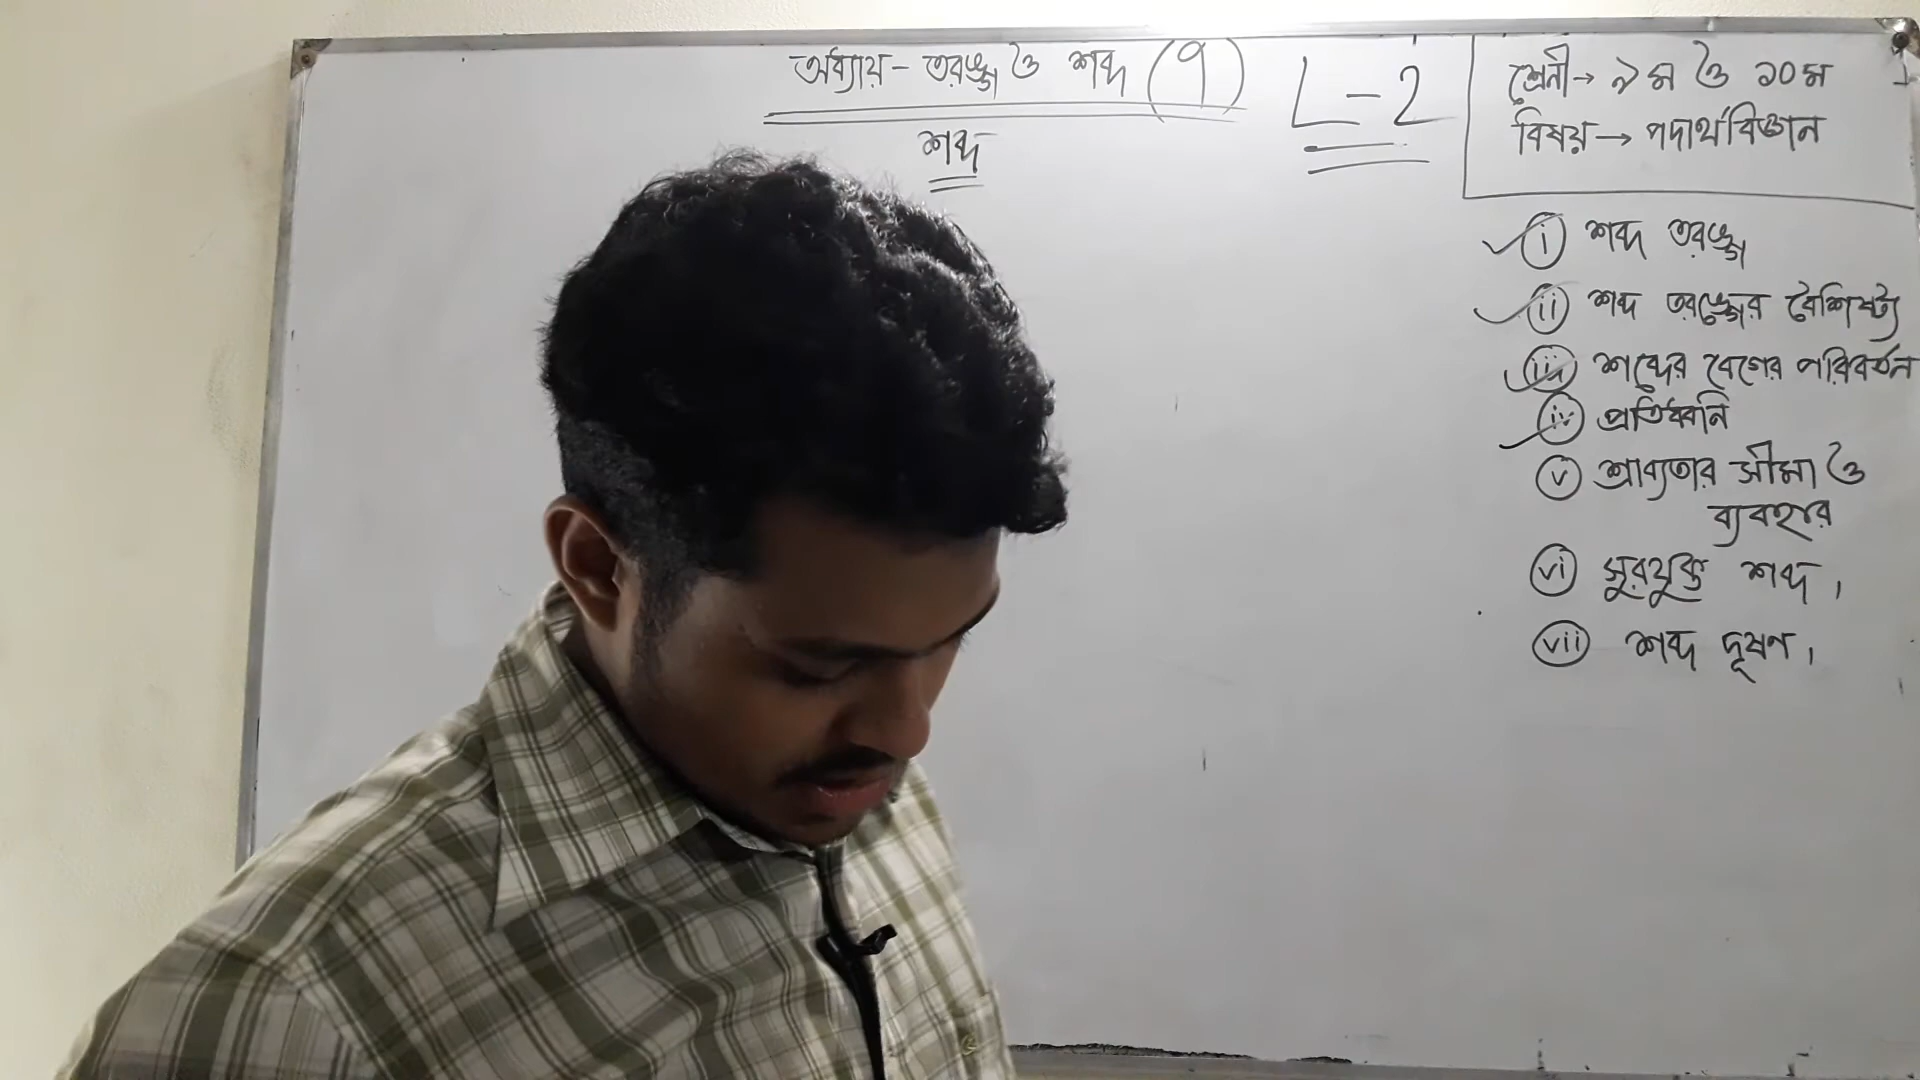 অধ্যায় - তরঙ্গ ও শব্দ (৭)
L-2
শব্দ
শ্রেনী → ৯ম ও ১০ম
বিষয় → পদার্থবিজ্ঞান
i শব্দ তরঙ্গ
ii শব্দ তরঙ্গের বৈশিষ্ট্য
iii শব্দের বেগের পরিবর্তন
iv প্রতিধ্বনি
v শ্রাব্যতার সীমা ও
ব্যবহার
vi সুরযুক্ত শব্দ।
vii শব্দ দূষণ।